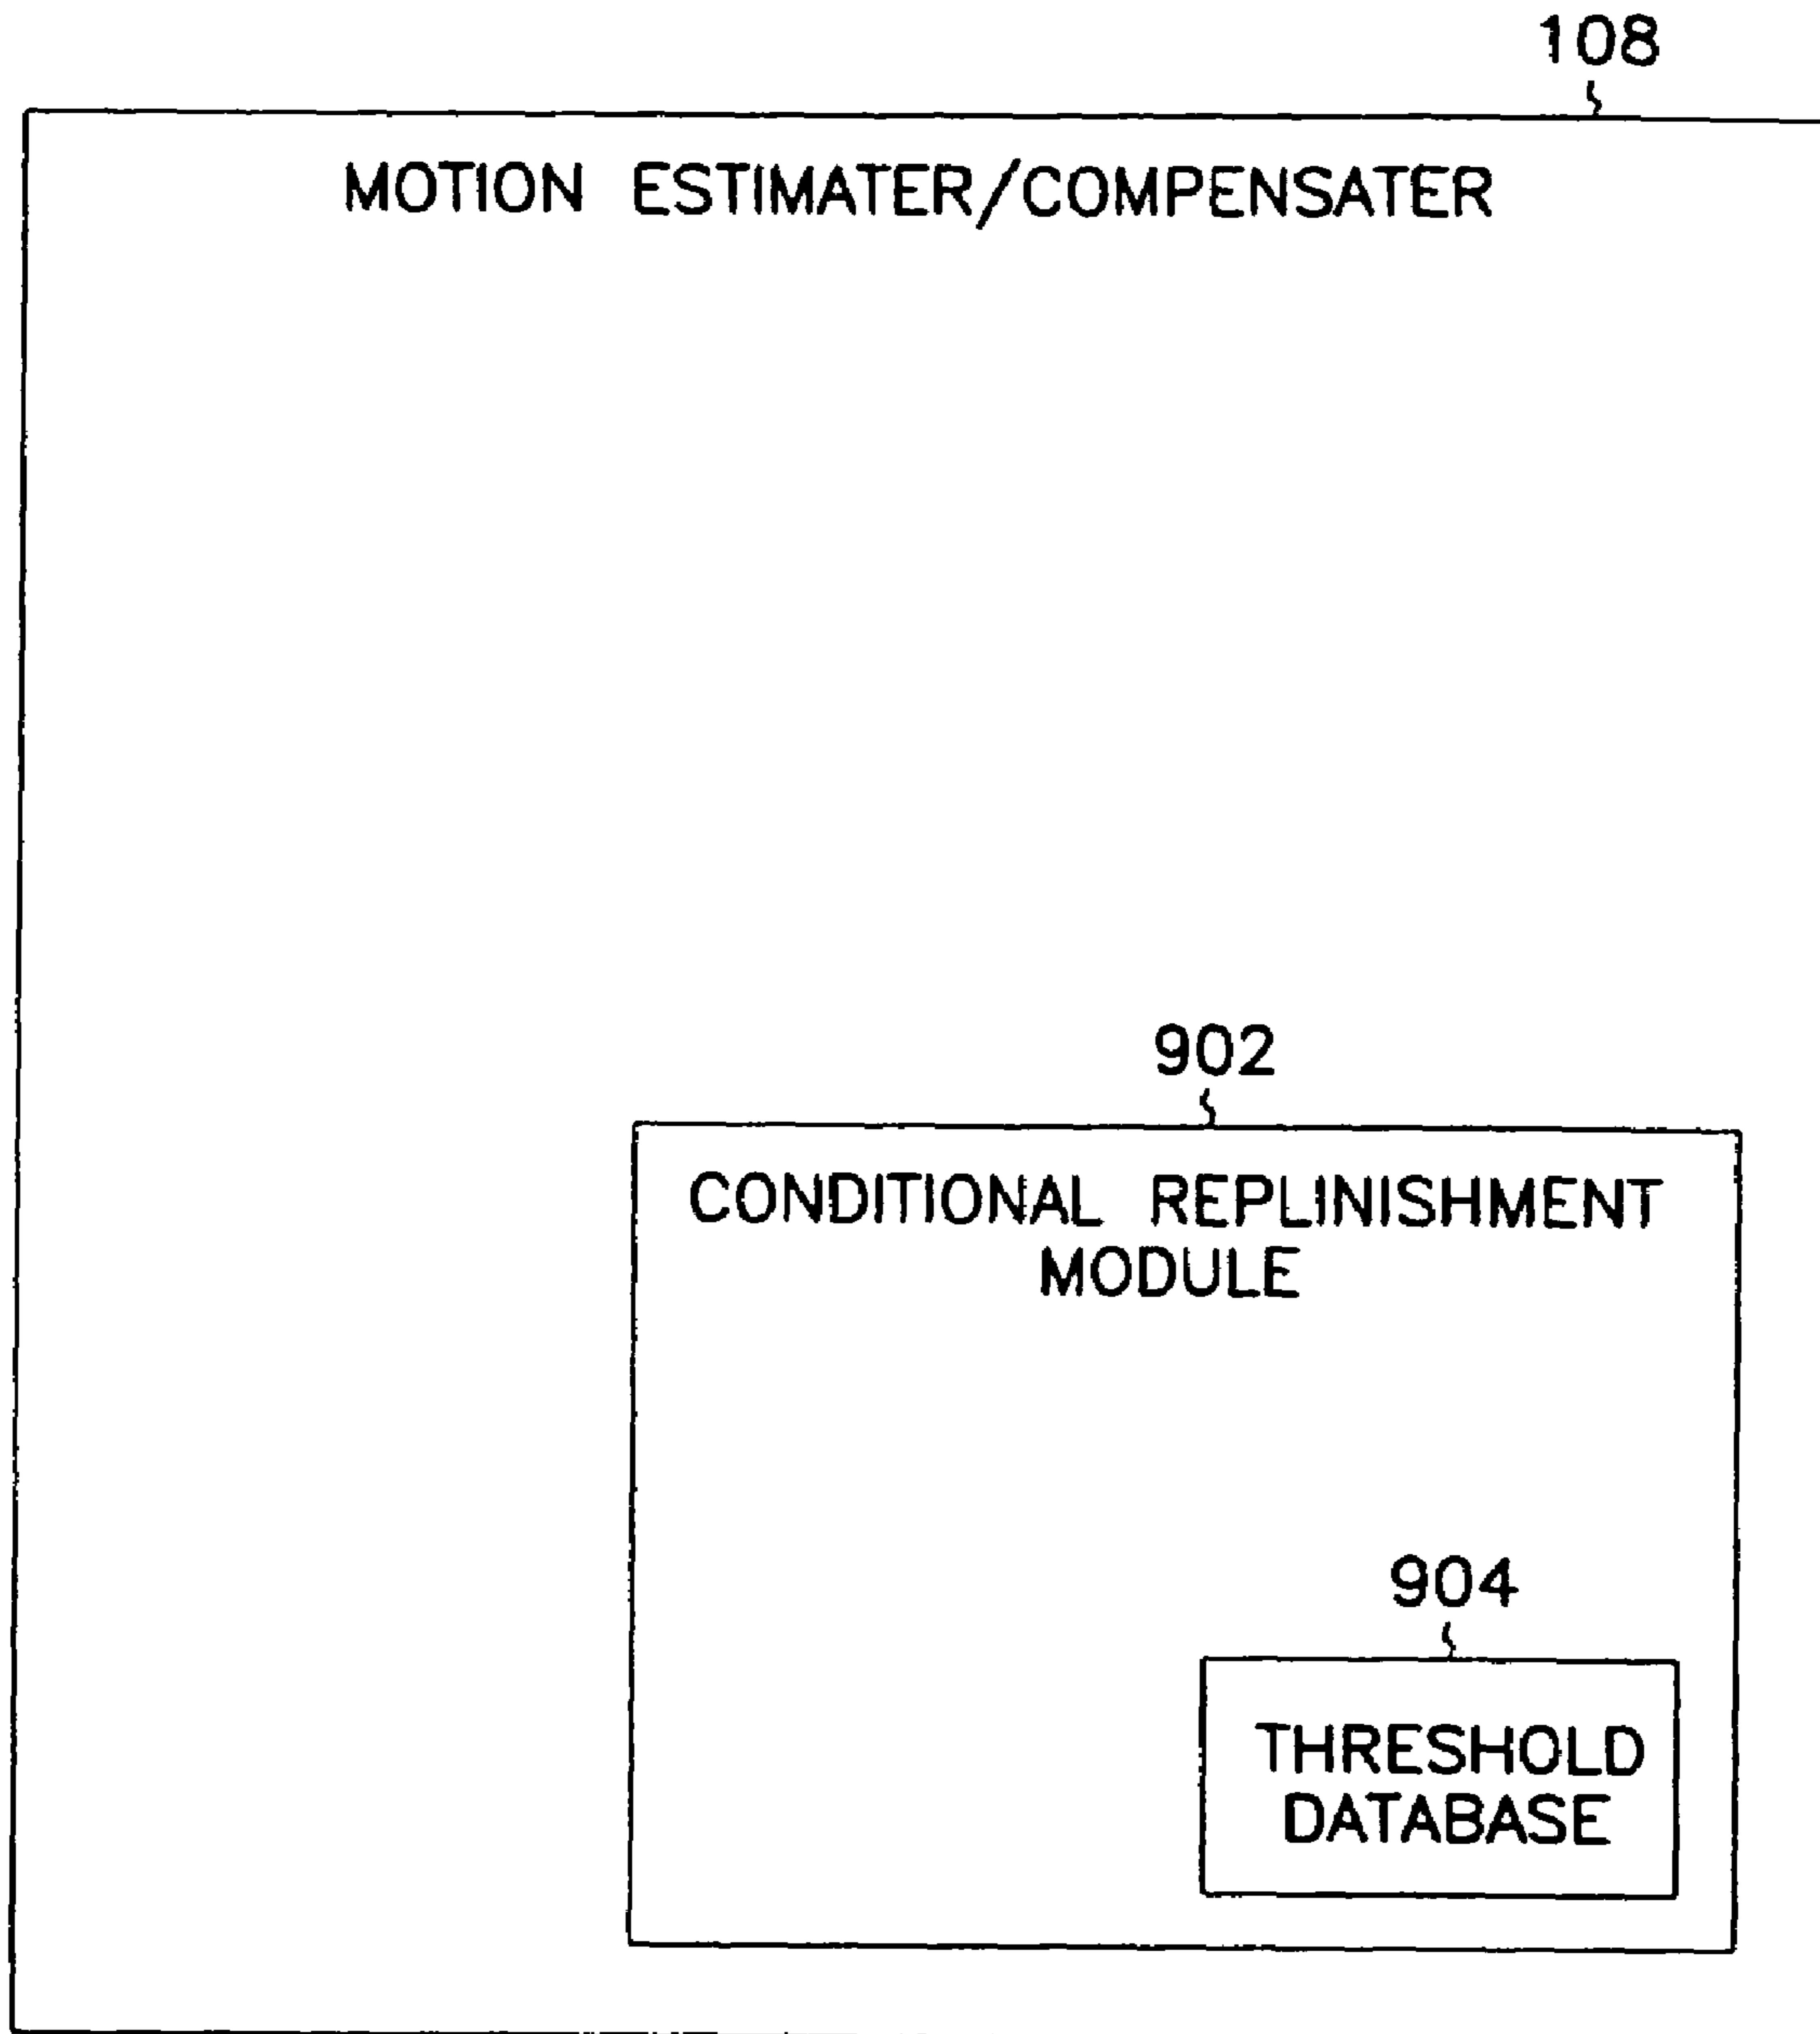 108
MOTION ESTIMATER/COMPENSATER
902
CONDITIONAL REPLINISHMENT
MODULE
904
THRESHOLD
DATABASE